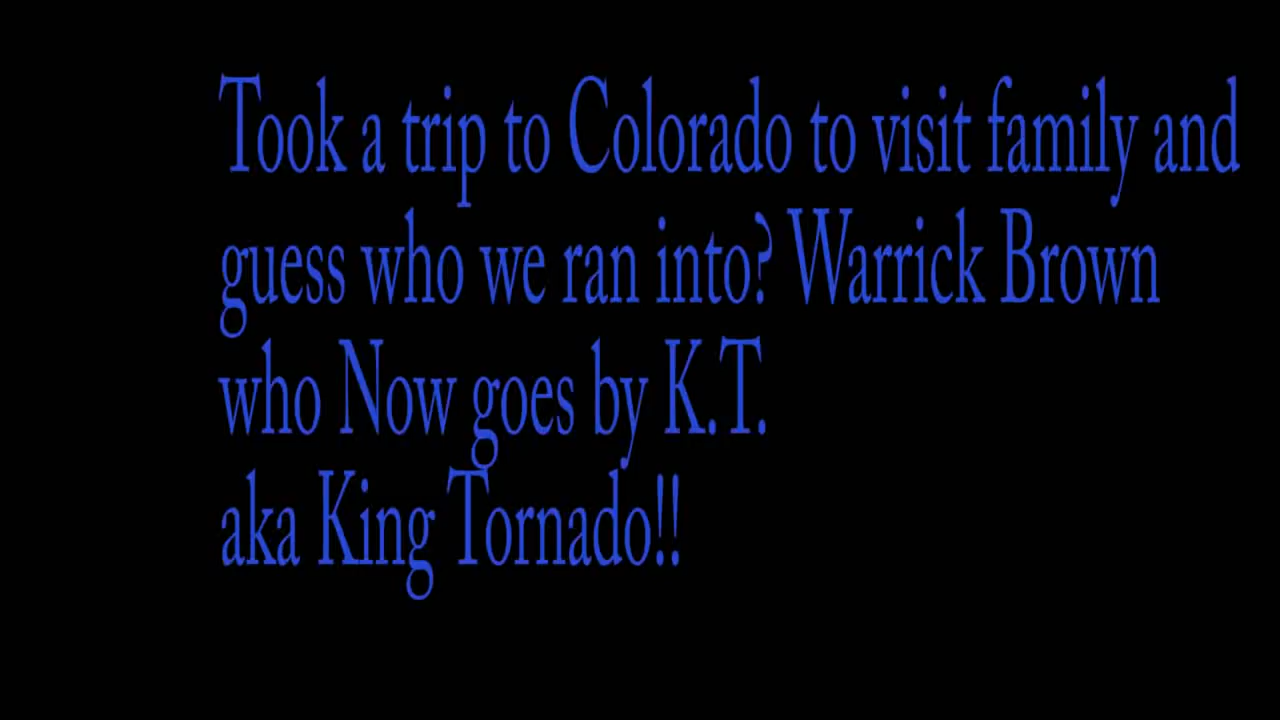 Took a trip to Colorado to visit family and
guess who we ran into? Warrick Brown
who Now goes by K.T.
aka King Tornado!!